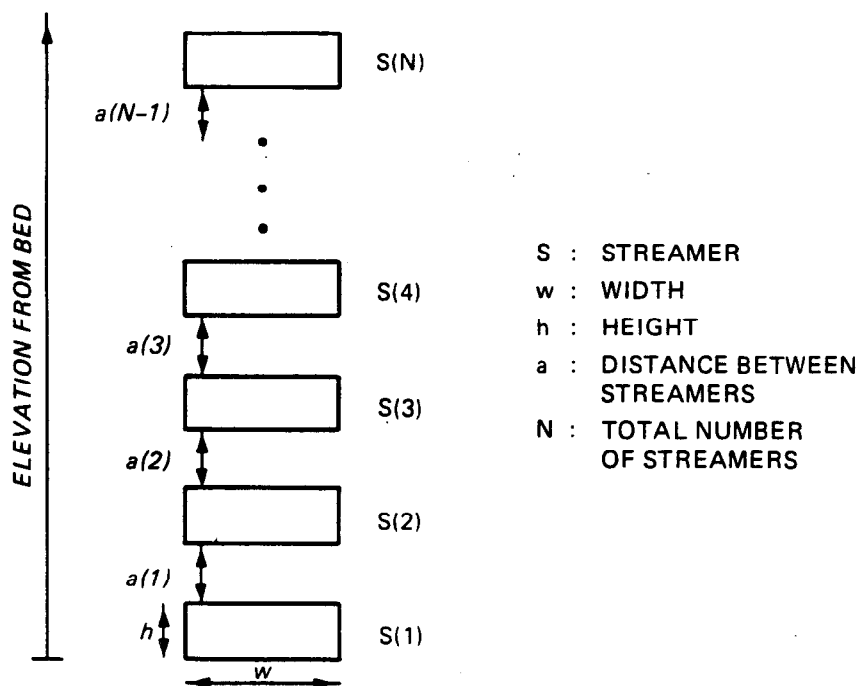 ELEVATION FROM BED
S(N)
a(N–1)
S(4)
a(3)
S(3)
a(2)
S(2)
a(1)
h
S(1)
w
S : STREAMER
w : WIDTH
h : HEIGHT
a : DISTANCE BETWEEN
STREAMERS
N : TOTAL NUMBER
OF STREAMERS